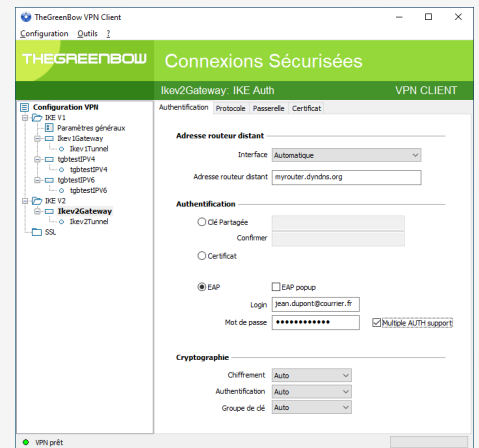 TheGreenBow VPN Client
Configuration Outils ?
THEGREENBOW
Connexions Sécurisées
Ikev2Gateway: IKE Auth
VPN CLIENT
Configuration VPN
IKE V1
Paramètres généraux
Ikev1Gateway
Ikev1Tunnel
tgbtestIPV4
tgbtestIPV4
tgbtestIPV6
tgbtestIPV6
IKE V2
Ikev2Gateway
Ikev2Tunnel
SSL
Authentification Protocole Passerelle Certificat
Adresse routeur distant
Interface Automatique
Adresse routeur distant myrouter.dyndns.org
Authentification
Clé Partagée
Confirmer
Certificat
EAP EAP popup
Login jean.dupont@courrier.fr
Mot de passe ●●●●●●●●●●●● Multiple AUTH support
Cryptographie
Chiffrement Auto
Authentification Auto
Groupe de clé Auto
VPN prêt